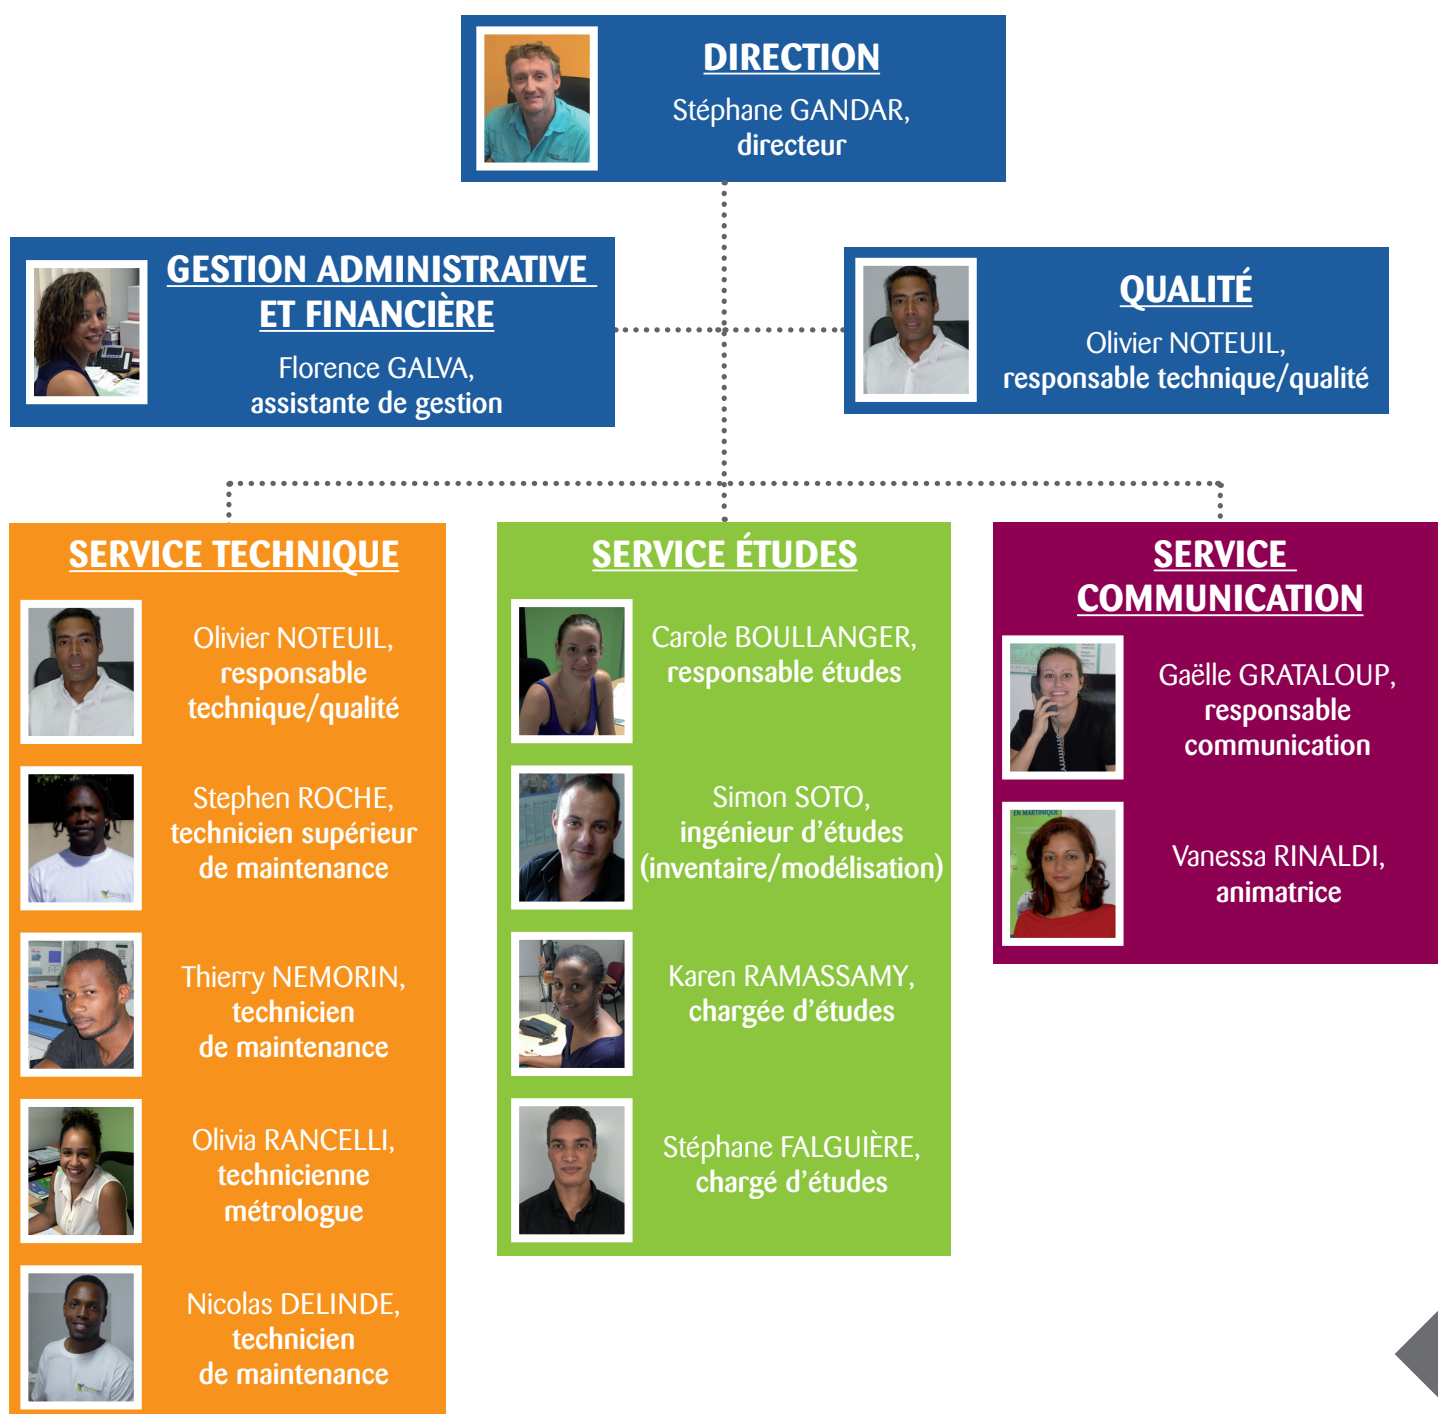 DIRECTION
Stéphane GANDAR,
directeur
GESTION ADMINISTRATIVE
ET FINANCIÈRE
Florence GALVA,
assistante de gestion
QUALITÉ
Olivier NOTEUIL,
responsable technique/qualité
SERVICE TECHNIQUE
Olivier NOTEUIL,
responsable
technique/qualité
Stephen ROCHE,
technicien supérieur
de maintenance
Thierry NEMORIN,
technicien
de maintenance
Olivia RANCELLI,
technicienne
métrologue
Nicolas DELINDE,
technicien
de maintenance
SERVICE ÉTUDES
Carole BOULLANGER,
responsable études
Simon SOTO,
ingénieur d'études
(inventaire/modélisation)
Karen RAMASSAMY,
chargée d'études
Stéphane FALGUIÈRE,
chargé d'études
SERVICE
COMMUNICATION
Gaëlle GRATALOUP,
responsable
communication
EN MARTINIQUE
Vanessa RINALDI,
animatrice